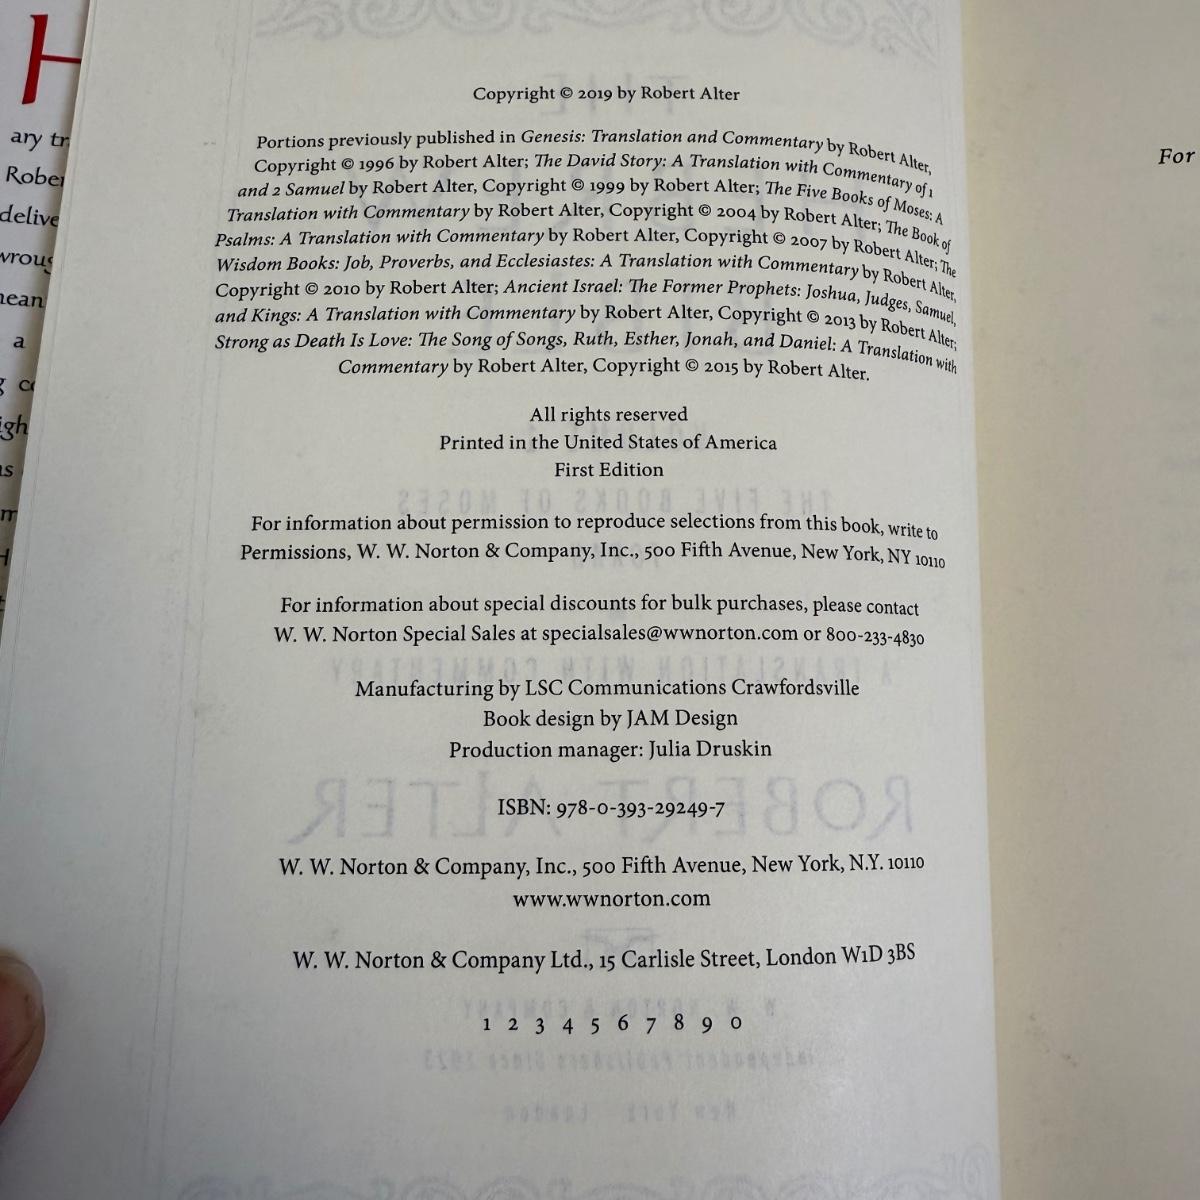 H
ary tr
Rober
delive
wroug
nean
a
g co
igh
as
m
H
Copyright © 2019 by Robert Alter
Portions previously published in Genesis: Translation and Commentary by Robert Alter,
Copyright © 1996 by Robert Alter; The David Story: A Translation with Commentary of 1
and 2 Samuel by Robert Alter, Copyright © 1999 by Robert Alter; The Five Books of Moses: A
Translation with Commentary by Robert Alter, Copyright © 2004 by Robert Alter; The Book of
Psalms: A Translation with Commentary by Robert Alter, Copyright © 2007 by Robert Alter; The
Wisdom Books: Job, Proverbs, and Ecclesiastes: A Translation with Commentary by Robert Alter,
Copyright © 2010 by Robert Alter; Ancient Israel: The Former Prophets: Joshua, Judges, Samuel,
and Kings: A Translation with Commentary by Robert Alter, Copyright © 2013 by Robert Alter;
Strong as Death Is Love: The Song of Songs, Ruth, Esther, Jonah, and Daniel: A Translation with
Commentary by Robert Alter, Copyright © 2015 by Robert Alter.
All rights reserved
Printed in the United States of America
First Edition
For information about permission to reproduce selections from this book, write to
Permissions, W. W. Norton & Company, Inc., 500 Fifth Avenue, New York, NY 10110
For information about special discounts for bulk purchases, please contact
W. W. Norton Special Sales at specialsales@wwnorton.com or 800-233-4830
Manufacturing by LSC Communications Crawfordsville
Book design by JAM Design
Production manager: Julia Druskin
ISBN: 978-0-393-29249-7
W. W. Norton & Company, Inc., 500 Fifth Avenue, New York, N.Y. 10110
www.wwnorton.com
W. W. Norton & Company Ltd., 15 Carlisle Street, London W1D 3BS
1 2 3 4 5 6 7 8 9 0
For